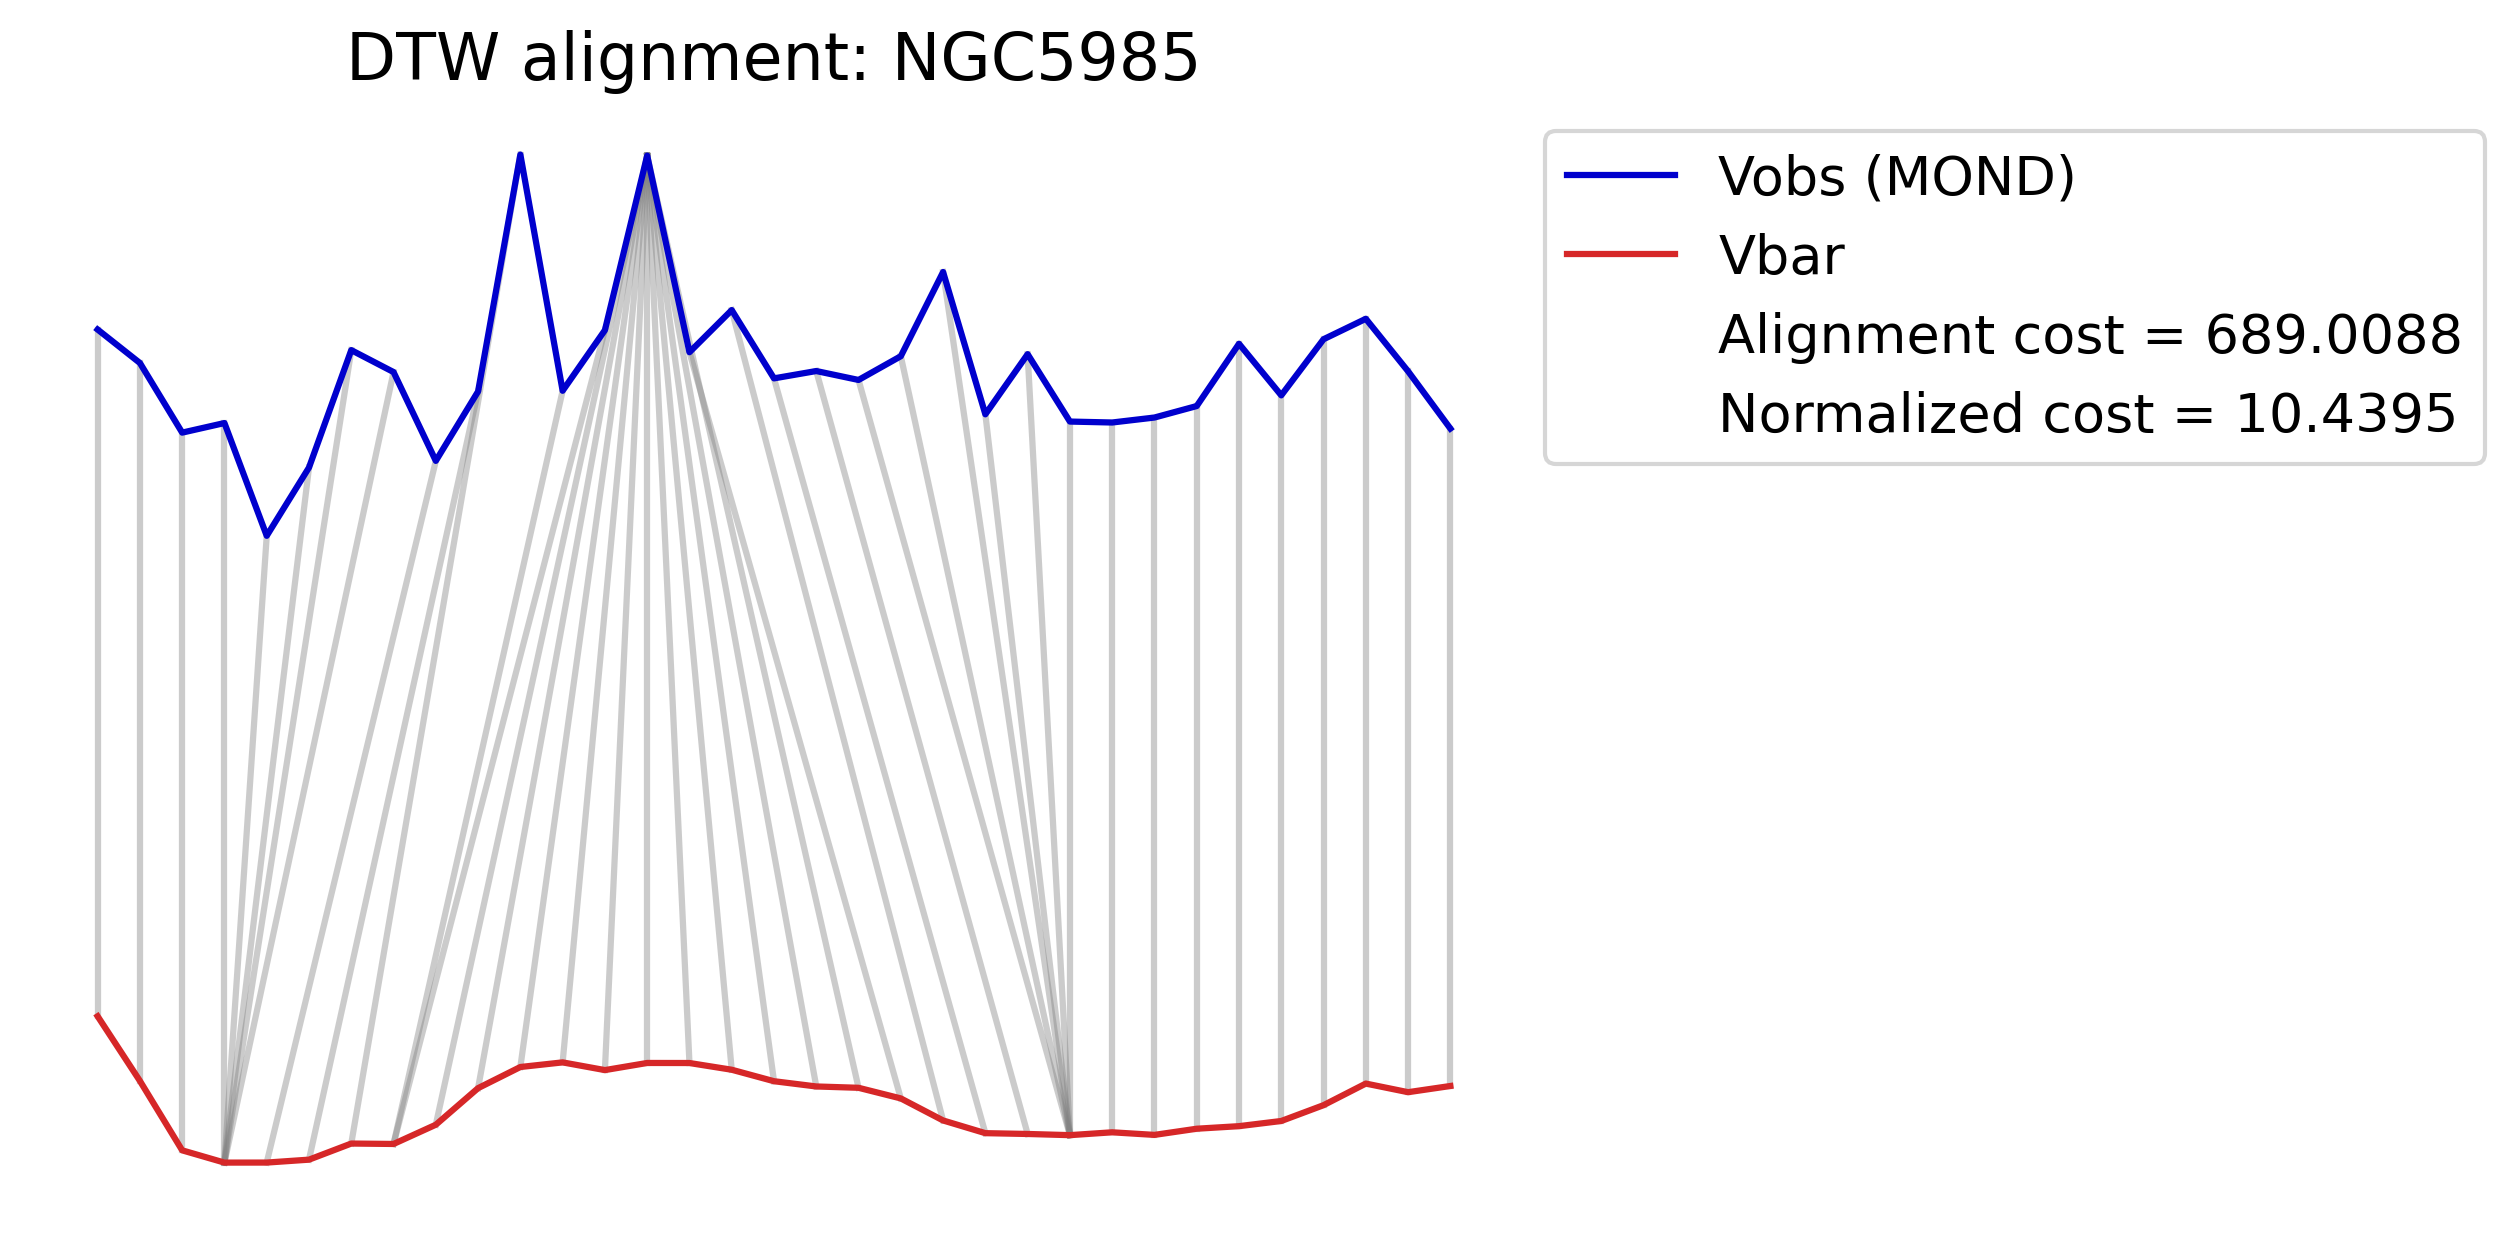 DTW alignment: NGC5985
Vobs (MOND)
Vbar
Alignment cost = 689.0088
Normalized cost = 10.4395